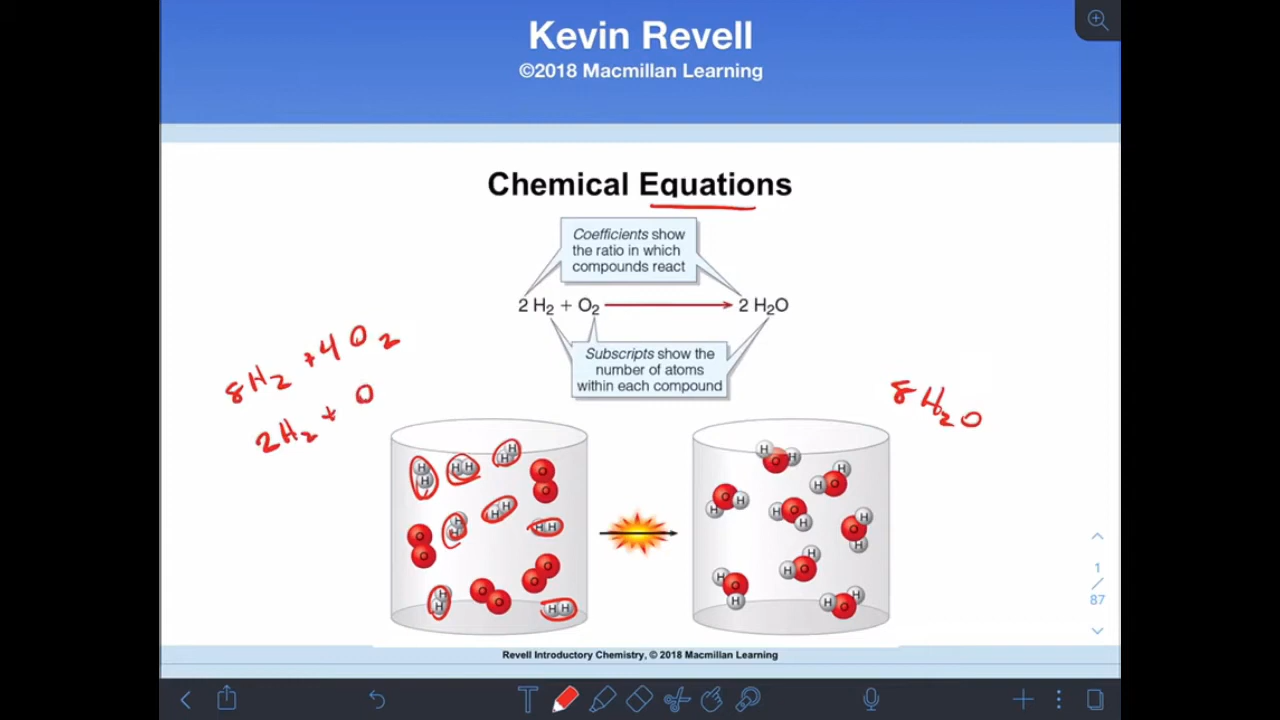 Kevin Revell
©2018 Macmillan Learning
Chemical Equations
Coefficients show
the ratio in which
compounds react
2 H₂ + O₂ → 2 H₂O
Subscripts show the
number of atoms
within each compound
8H₂ + 4O₂
2H₂ + O
8H₂O
H H
H H
H H
O O
H H
H H
H H
O O
O O
O O
H H
H H
H O H
H O H
H O H
H O H
H O H
H O H
H O H
H O H
1
/
87
Revell Introductory Chemistry, © 2018 Macmillan Learning
T